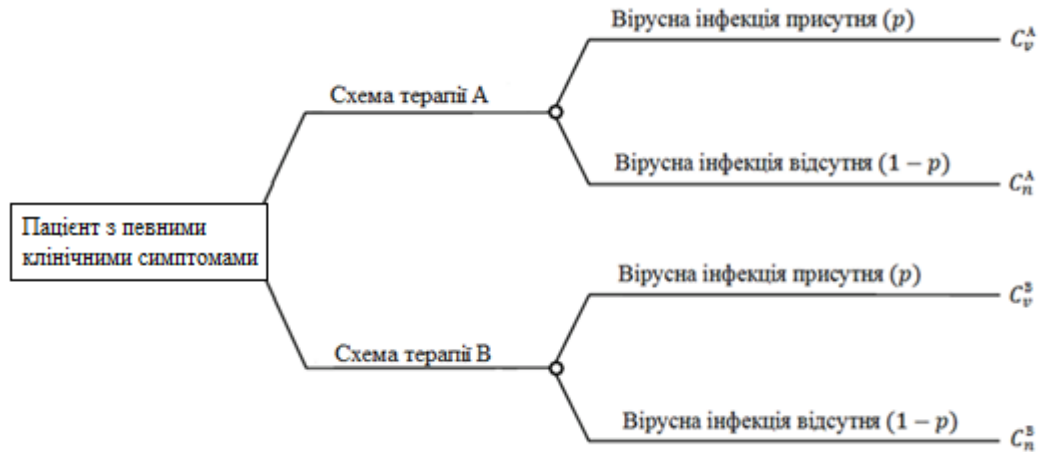 Вірусна інфекція присутня (p)
C_v^A
Схема терапії А
Вірусна інфекція відсутня (1 − p)
C_n^A
Пацієнт з певними
клінічними симптомами
Вірусна інфекція присутня (p)
C_v^B
Схема терапії В
Вірусна інфекція відсутня (1 − p)
C_n^B